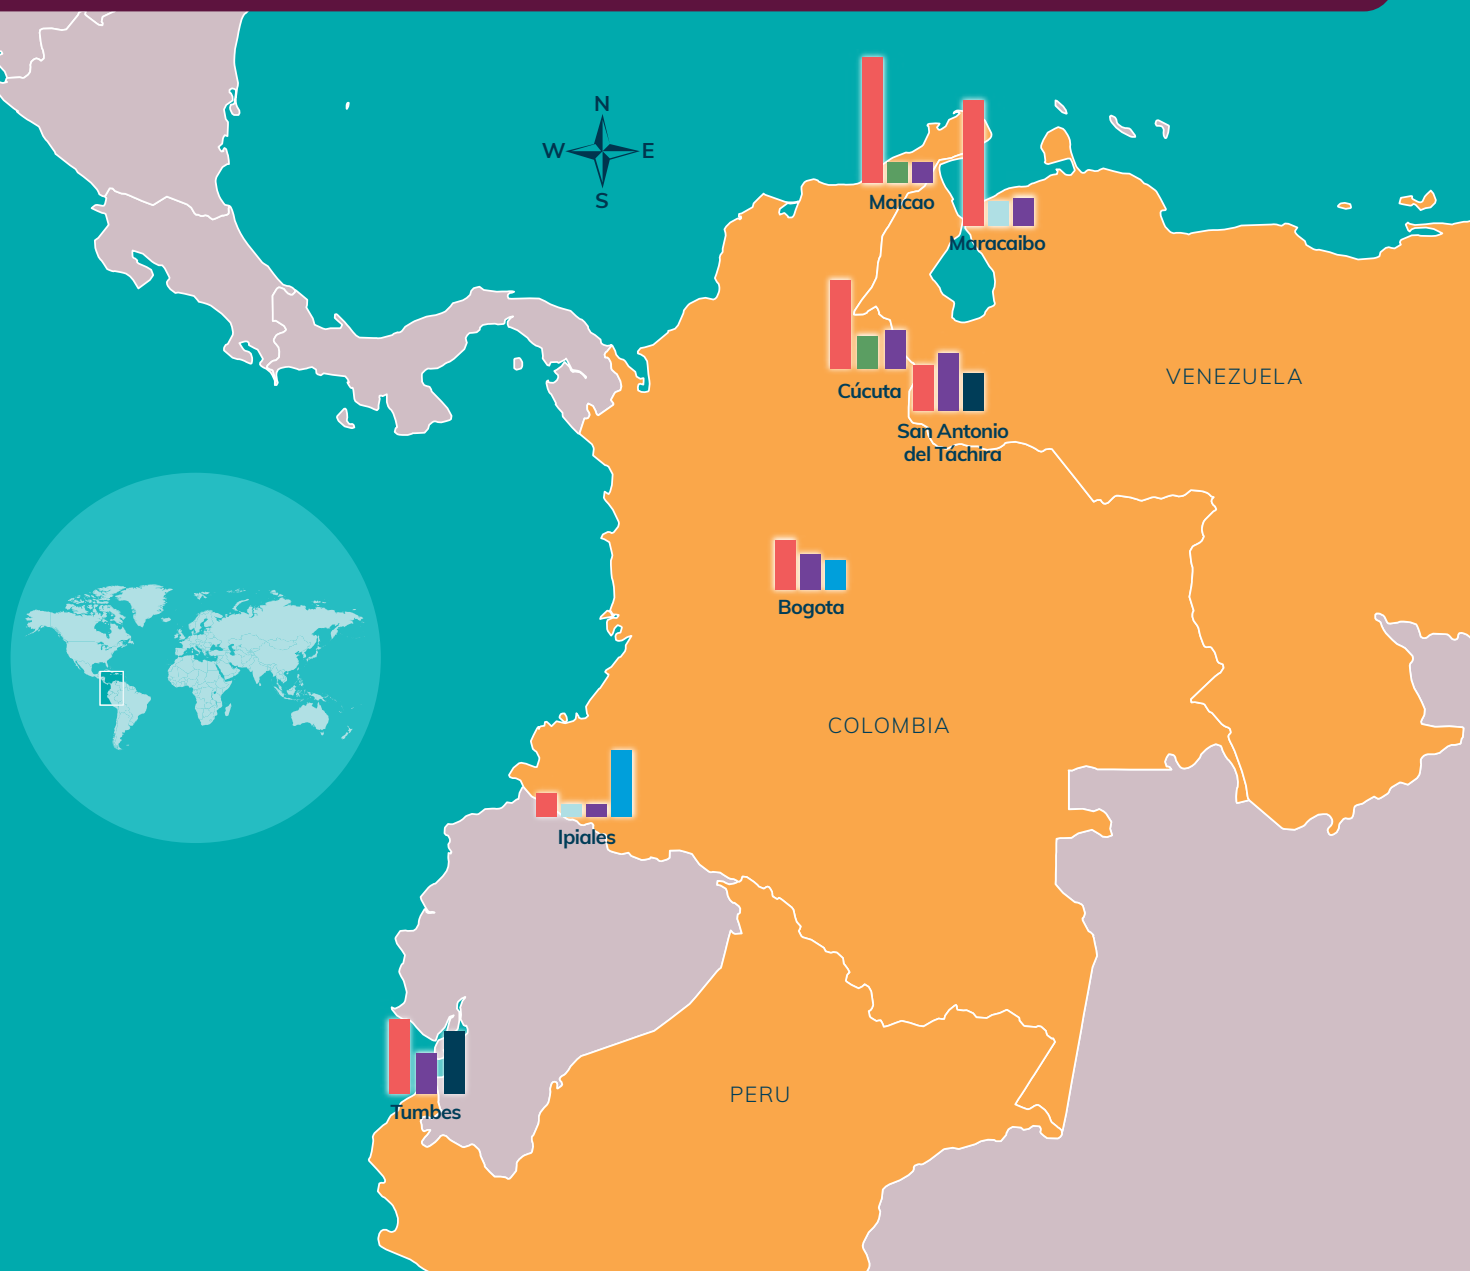 N
W
E
S
Maicao
Maracaibo
Cúcuta
VENEZUELA
San Antonio
del Táchira
Bogota
COLOMBIA
Ipiales
PERU
Tumbes